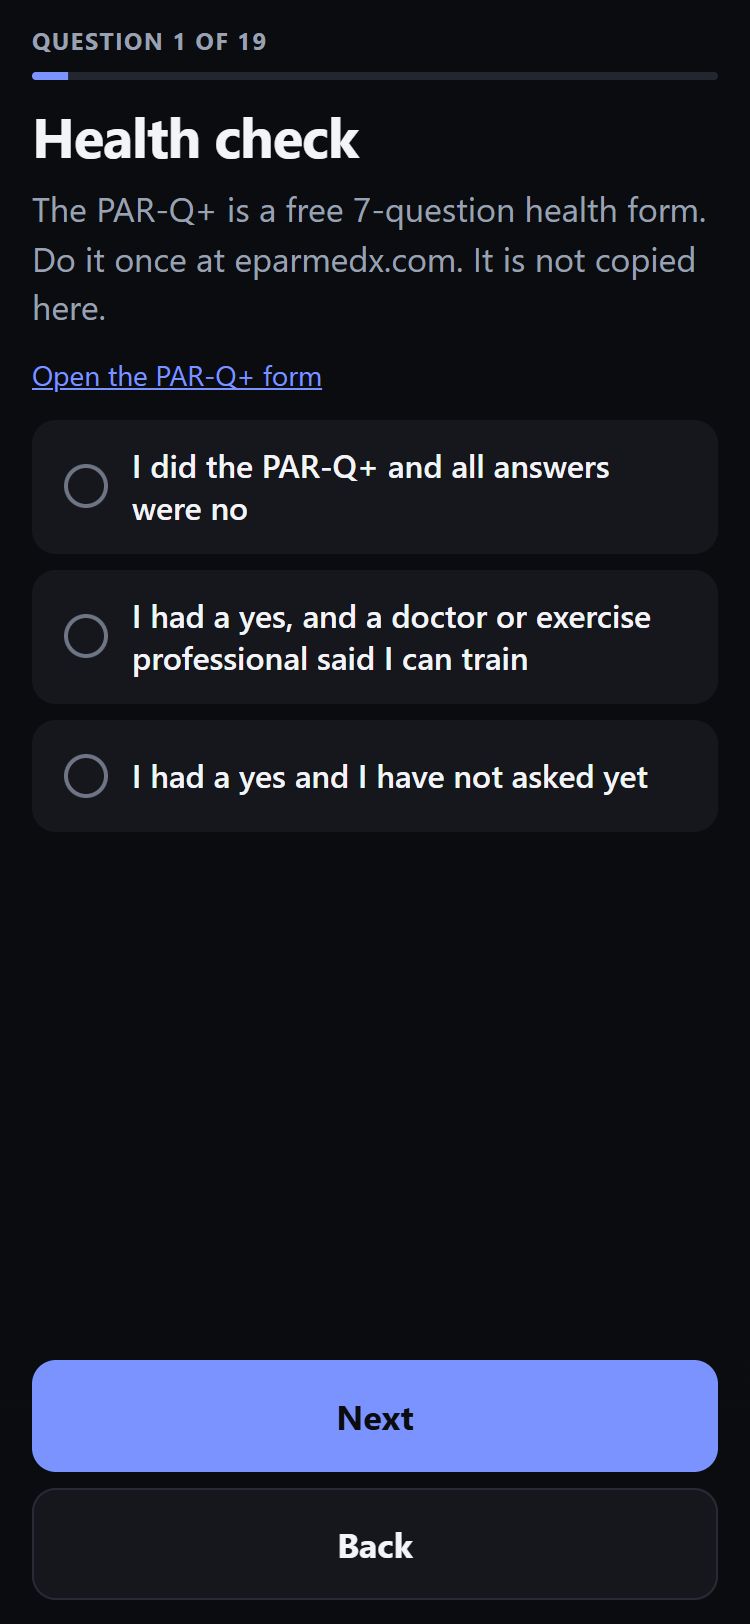 QUESTION 1 OF 19
Health check
The PAR-Q+ is a free 7-question health form.
Do it once at eparmedx.com. It is not copied
here.
Open the PAR-Q+ form
I did the PAR-Q+ and all answers
were no
I had a yes, and a doctor or exercise
professional said I can train
I had a yes and I have not asked yet
Next
Back